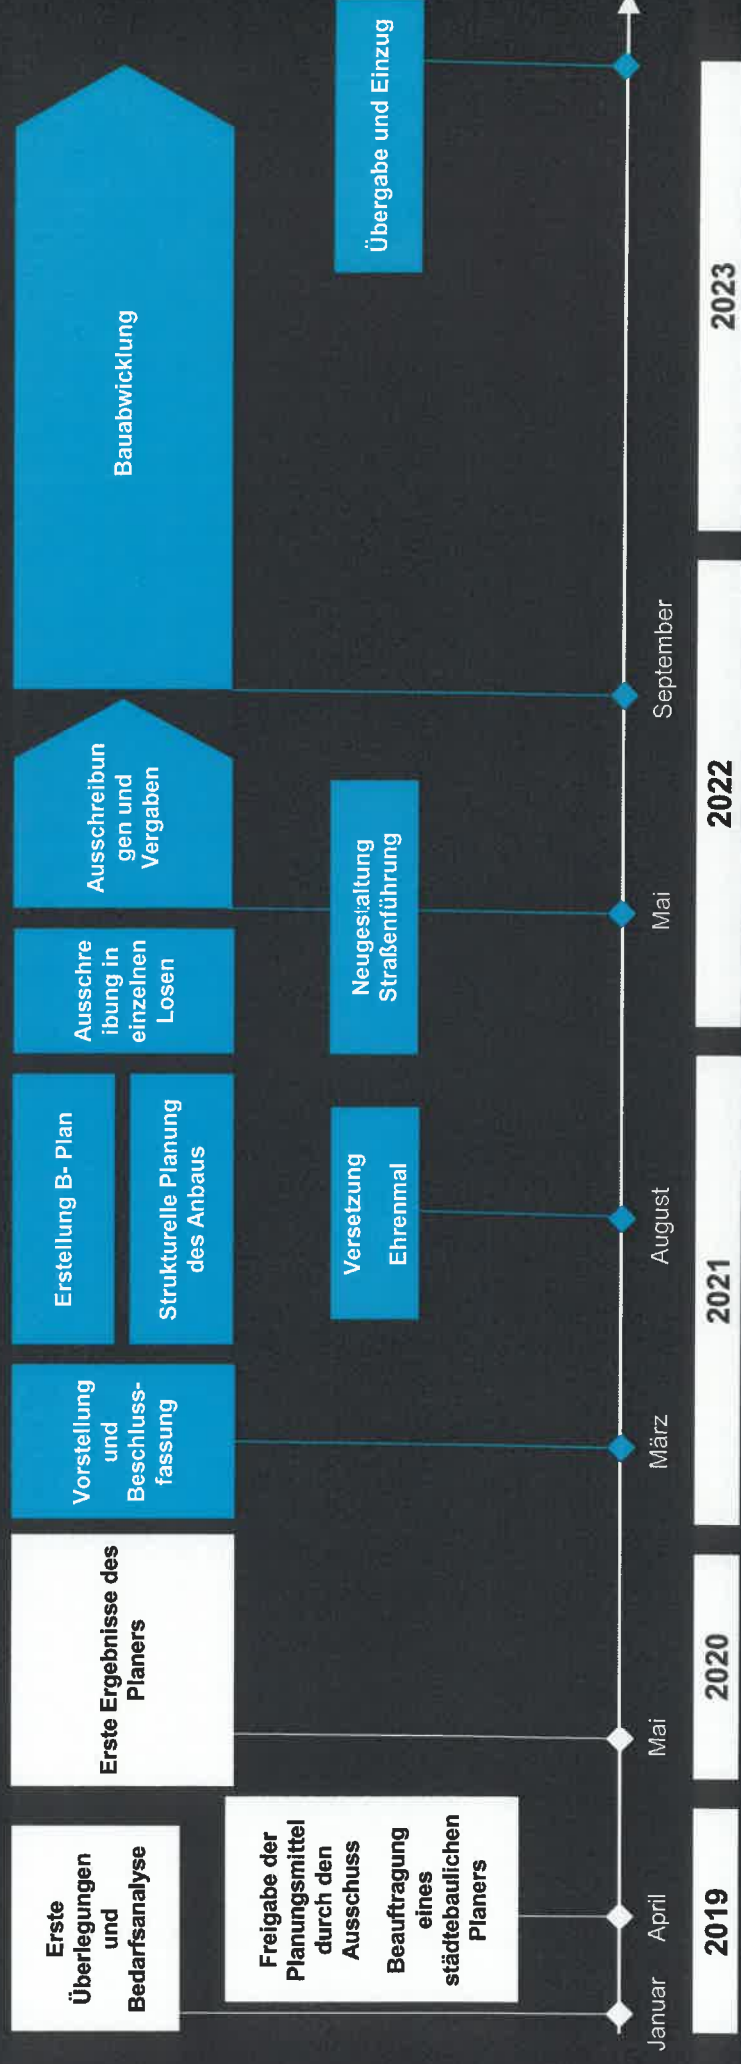 Erste
Überlegungen
und
Bedarfsanalyse
Freigabe der
Planungsmittel
durch den
Ausschuss
Beauftragung
eines
städtebaulichen
Planers
Erste Ergebnisse des
Planers
Vorstellung
und
Beschluss-
fassung
Erstellung B- Plan
Strukturelle Planung
des Anbaus
Versetzung
Ehrenmal
Ausschre
ibung in
einzelnen
Losen
Neugestaltung
Straßenführung
Ausschreibun
gen und
Vergaben
Bauabwicklung
Übergabe und Einzug
Januar
April
Mai
März
August
Mai
September
2019
2020
2021
2022
2023